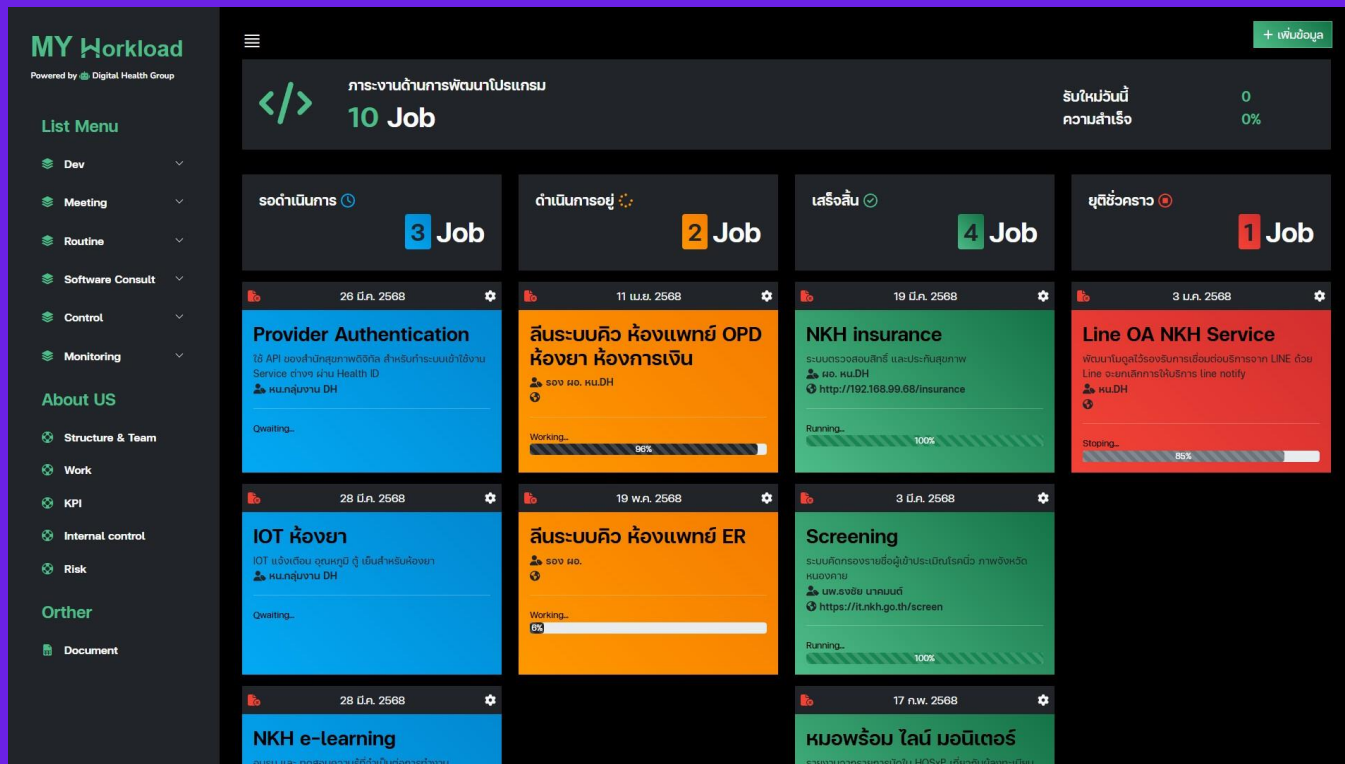 MY Workload
Powered by Digital Health Group
List Menu
Dev
Meeting
Routine
Software Consult
Control
Monitoring
About US
Structure & Team
Work
KPI
Internal control
Risk
Orther
Document
+ เพิ่มข้อมูล
</>
ภาระงานด้านการพัฒนาโปรแกรม
10 Job
รับใหม่วันนี้ 0
ความสำเร็จ 0%
รอดำเนินการ
3 Job
ดำเนินการอยู่
2 Job
เสร็จสิ้น
4 Job
ยุติชั่วคราว
1 Job
26 มี.ค. 2568
Provider Authentication
ใช้ API ของสำนักสุขภาพดิจิทัล สำหรับทำระบบเข้าใช้งาน
Service ต่างๆ ผ่าน Health ID
หน.กลุ่มงาน DH
Qwaiting...
11 เม.ย. 2568
ลีนระบบคิว ห้องแพทย์ OPD
ห้องยา ห้องการเงิน
รอง ผอ. หน.DH
Working...
96%
19 มี.ค. 2568
NKH insurance
ระบบตรวจสอบสิทธิ์ และประกันสุขภาพ
ผอ. หน.DH
http://192.168.99.68/insurance
Running...
100%
3 ม.ค. 2568
Line OA NKH Service
พัฒนาโมดูลไว้รองรับการเชื่อมต่อบริการจาก LINE ด้วย
Line จะยกเลิกการให้บริการ line notify
หน.DH
Stoping...
85%
28 มี.ค. 2568
IOT ห้องยา
IOT แจ้งเตือน อุณหภูมิ ตู้ เย็นสำหรับห้องยา
หน.กลุ่มงาน DH
Qwaiting...
19 พ.ค. 2568
ลีนระบบคิว ห้องแพทย์ ER
รอง ผอ.
Working...
6%
3 มี.ค. 2568
Screening
ระบบคัดกรองรายชื่อผู้เข้าประเมินโรคนิ่ว ภาพจังหวัด
หนองคาย
นพ.ธงชัย นาคมนต์
https://it.nkh.go.th/screen
Running...
100%
28 มี.ค. 2568
NKH e-learning
17 ก.พ. 2568
หมอพร้อม ไลน์ มอนิเตอร์